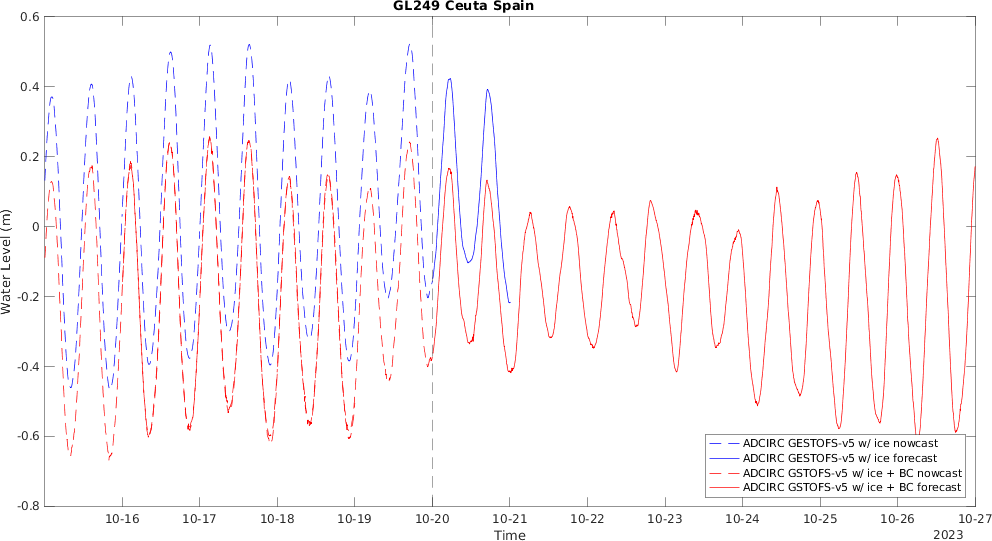 GL249 Ceuta Spain
0.6
0.4
0.2
0
-0.2
-0.4
-0.6
-0.8
Water Level (m)
ADCIRC GESTOFS-v5 w/ ice nowcast
ADCIRC GESTOFS-v5 w/ ice forecast
ADCIRC GSTOFS-v5 w/ ice + BC nowcast
ADCIRC GSTOFS-v5 w/ ice + BC forecast
10-16 10-17 10-18 10-19 10-20 10-21 10-22 10-23 10-24 10-25 10-26 10-27
Time
2023